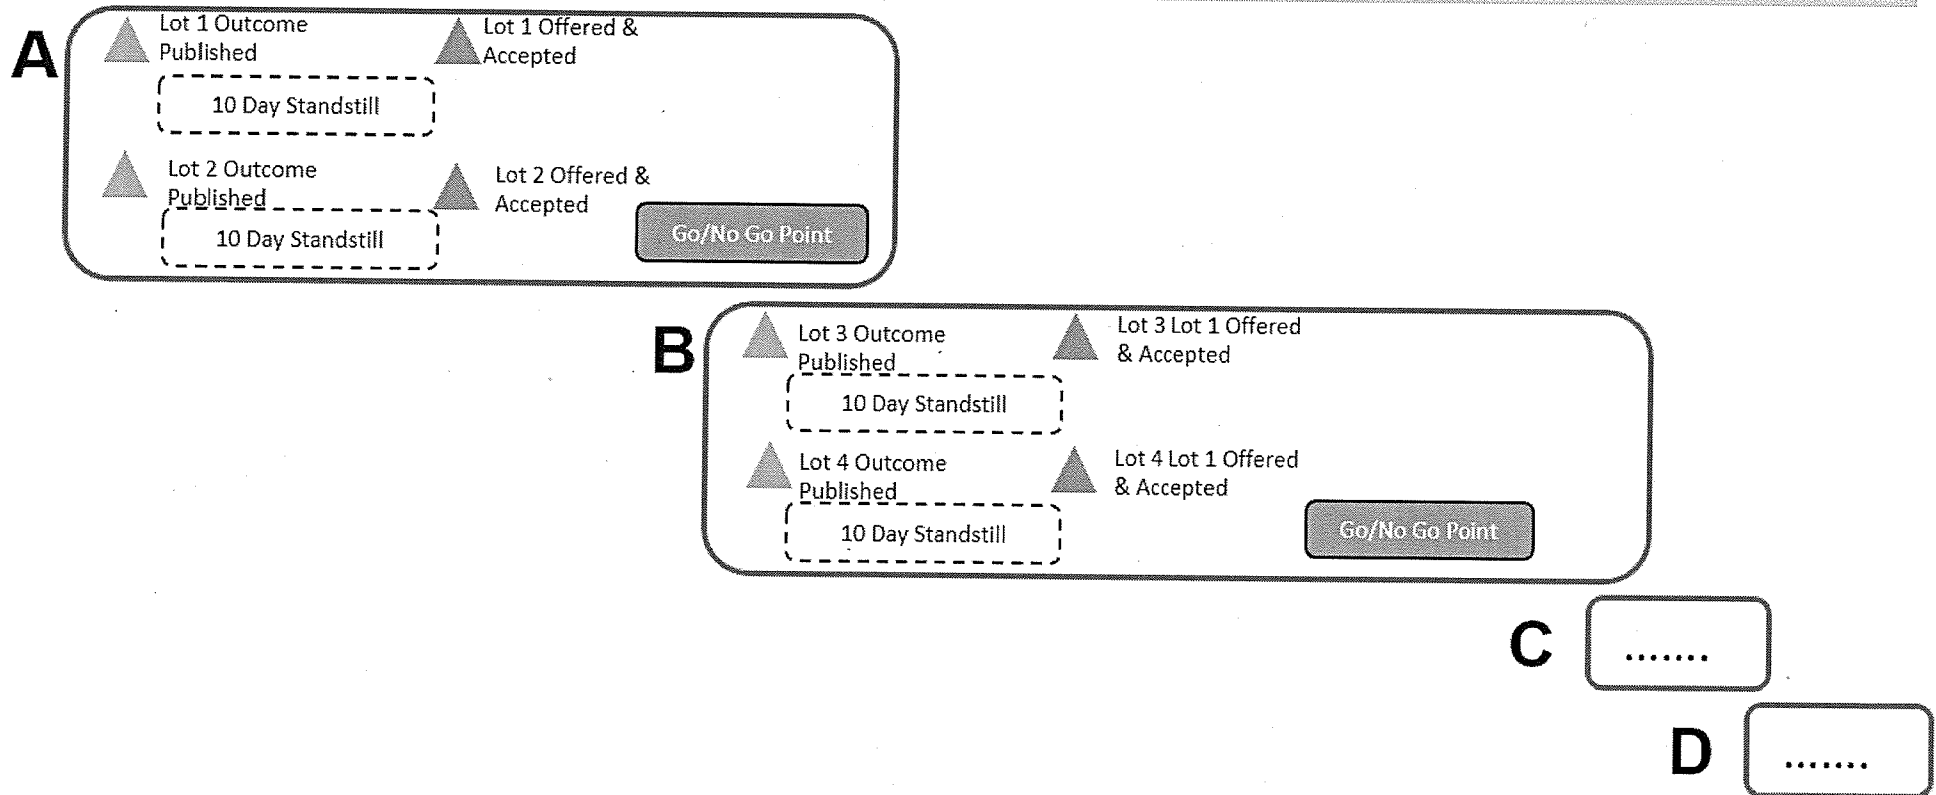 A
Lot 1 Outcome
Published
Lot 1 Offered &
Accepted
10 Day Standstill
Lot 2 Outcome
Published
Lot 2 Offered &
Accepted
10 Day Standstill
Go/No Go Point
B
Lot 3 Outcome
Published
Lot 3 Lot 1 Offered
& Accepted
10 Day Standstill
Lot 4 Outcome
Published
Lot 4 Lot 1 Offered
& Accepted
10 Day Standstill
Go/No Go Point
C
.......
D
.......